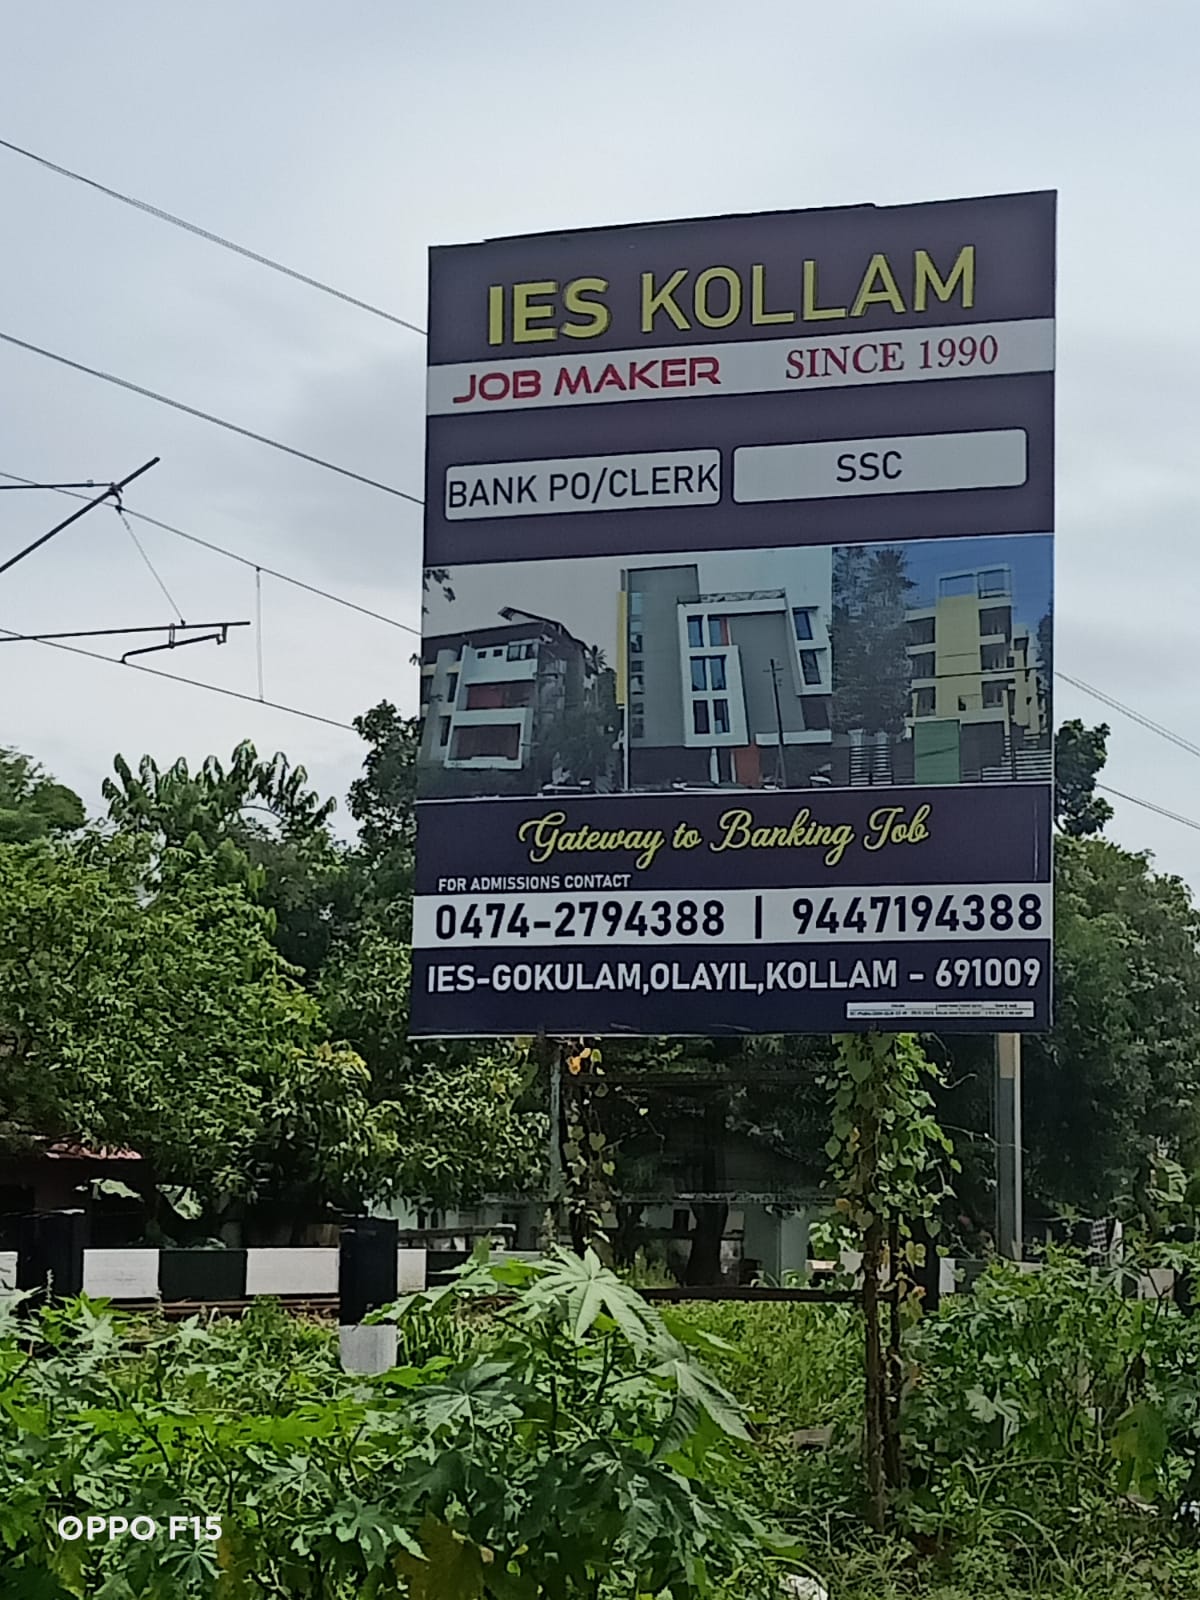 IES KOLLAM
JOB MAKER SINCE 1990
BANK PO/CLERK SSC
Gateway to Banking Job
FOR ADMISSIONS CONTACT
0474-2794388 | 9447194388
IES-GOKULAM,OLAYIL,KOLLAM - 691009
OPPO F15